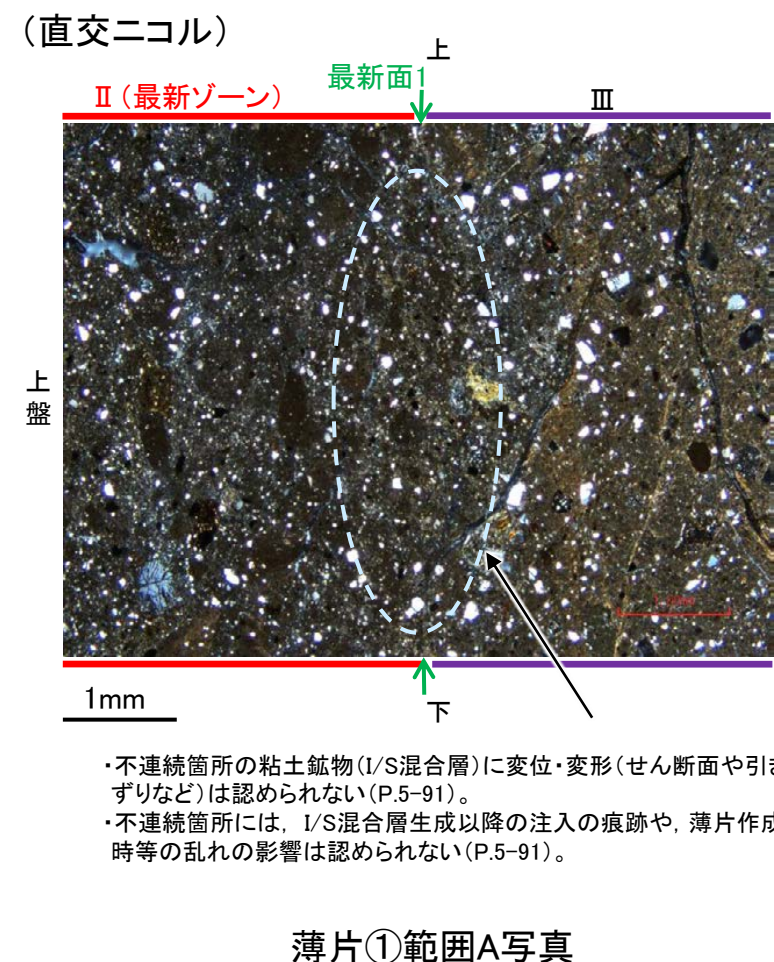 （直交ニコル）
上
最新面1
Ⅱ（最新ゾーン）
Ⅲ
上
盤
1mm
下
・不連続箇所の粘土鉱物（I/S混合層）に変位・変形（せん断面や引き
ずりなど）は認められない（P.5-91）。
・不連続箇所には，I/S混合層生成以降の注入の痕跡や，薄片作成
時等の乱れの影響は認められない（P.5-91）。
薄片①範囲A写真